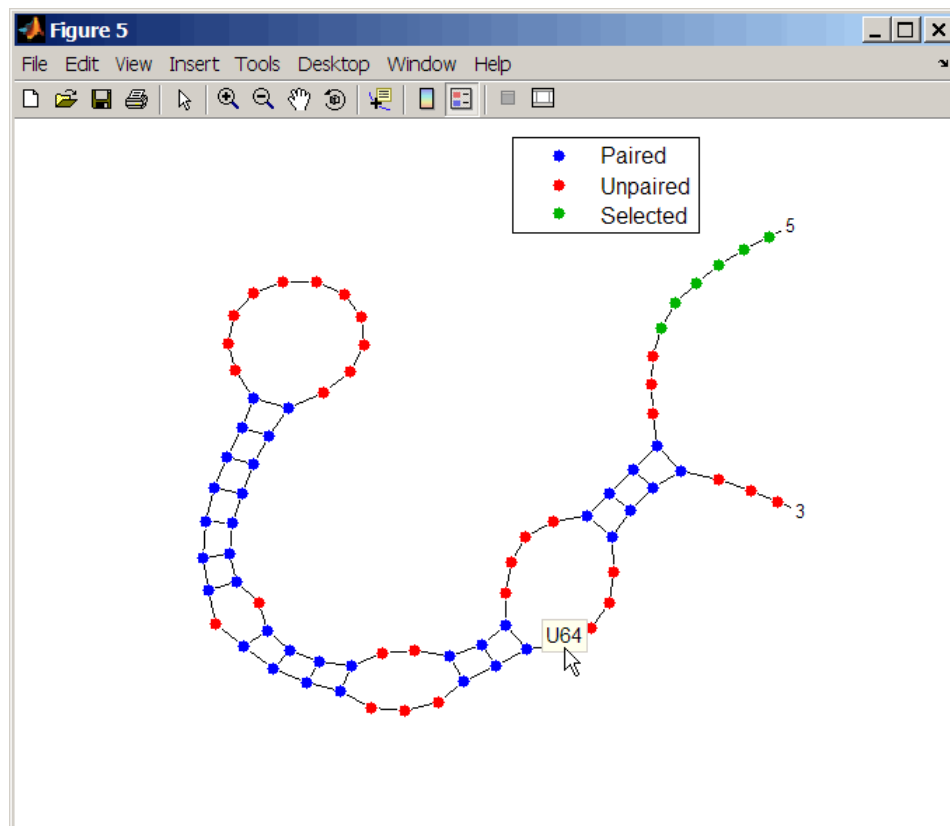 Figure 5
File Edit View Insert Tools Desktop Window Help
Paired
Unpaired
Selected
5
3
U64